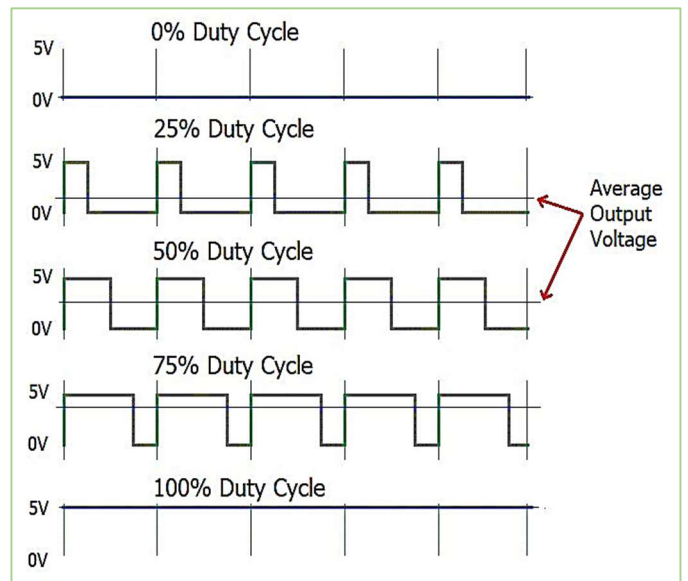 0% Duty Cycle
5V
0V
25% Duty Cycle
5V
0V
Average
Output
Voltage
50% Duty Cycle
5V
0V
75% Duty Cycle
5V
0V
100% Duty Cycle
5V
0V